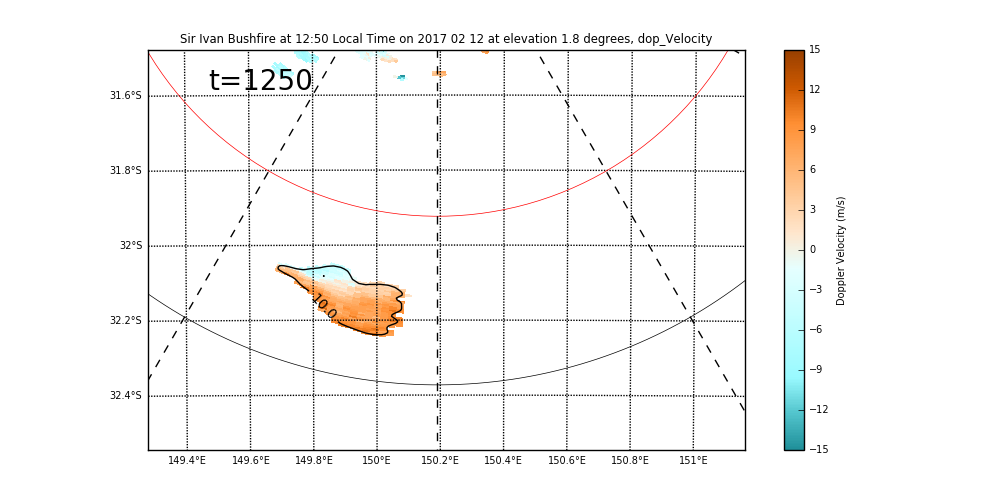 Sir Ivan Bushfire at 12:50 Local Time on 2017 02 12 at elevation 1.8 degrees, dop_Velocity
t=1250
31.6°S
31.8°S
32°S
32.2°S
32.4°S
10.0
149.4°E 149.6°E 149.8°E 150°E 150.2°E 150.4°E 150.6°E 150.8°E 151°E
15
12
9
6
3
0
−3
−6
−9
−12
−15
Doppler Velocity (m/s)